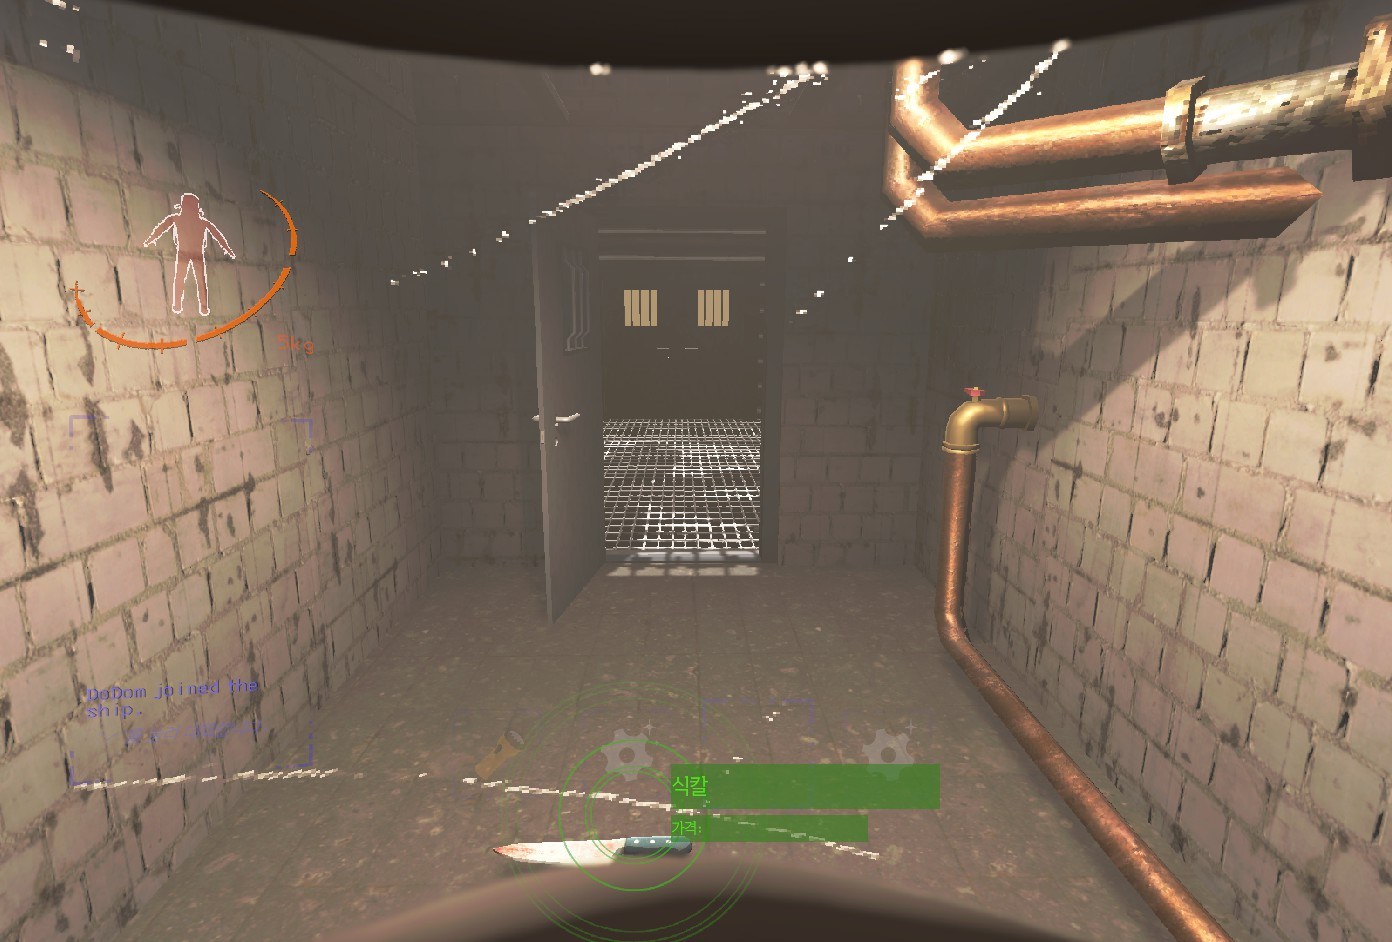 5kg
DoDom joined the
ship.
식칼
가격: